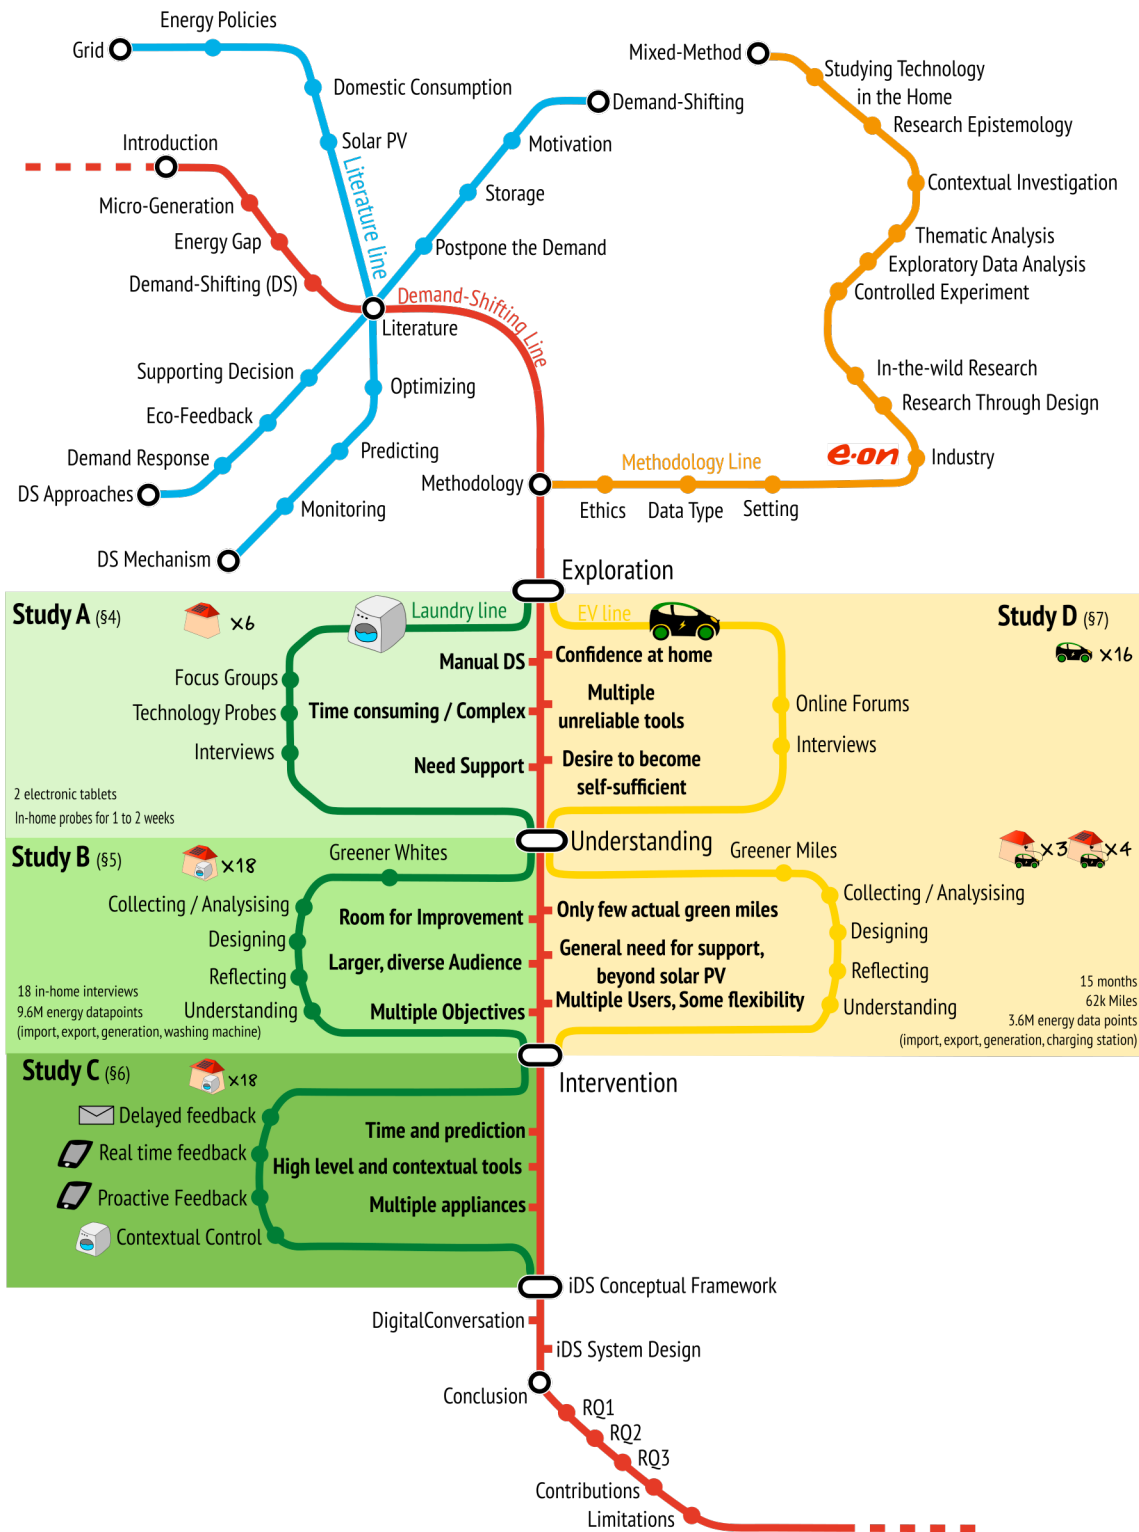 Energy Policies
Grid
Domestic Consumption
Solar PV
Literature line
Introduction
Micro-Generation
Energy Gap
Demand-Shifting (DS)
Demand-Shifting
Motivation
Storage
Postpone the Demand
Demand-Shifting Line
Literature
Supporting Decision
Eco-Feedback
Demand Response
DS Approaches
Optimizing
Predicting
Monitoring
DS Mechanism
Mixed-Method
Studying Technology
in the Home
Research Epistemology
Contextual Investigation
Thematic Analysis
Exploratory Data Analysis
Controlled Experiment
In-the-wild Research
Research Through Design
e·on
Industry
Methodology Line
Methodology
Ethics
Data Type
Setting
Exploration
Study A (§4)
x6
Laundry line
EV line
Study D (§7)
x16
Focus Groups
Technology Probes
Interviews
2 electronic tablets
In-home probes for 1 to 2 weeks
Manual DS
Time consuming / Complex
Need Support
Confidence at home
Multiple
unreliable tools
Desire to become
self-sufficient
Online Forums
Interviews
Understanding
Study B (§5)
x18
Greener Whites
Collecting / Analysising
Designing
Reflecting
Understanding
18 in-home interviews
9.6M energy datapoints
(import, export, generation, washing machine)
Room for Improvement
Larger, diverse Audience
Multiple Objectives
Only few actual green miles
General need for support,
beyond solar PV
Multiple Users, Some flexibility
Greener Miles
x3
x4
Collecting / Analysising
Designing
Reflecting
Understanding
15 months
62k Miles
3.6M energy data points
(import, export, generation, charging station)
Intervention
Study C (§6)
x18
Delayed feedback
Real time feedback
Proactive Feedback
Contextual Control
Time and prediction
High level and contextual tools
Multiple appliances
iDS Conceptual Framework
DigitalConversation
iDS System Design
Conclusion
RQ1
RQ2
RQ3
Contributions
Limitations